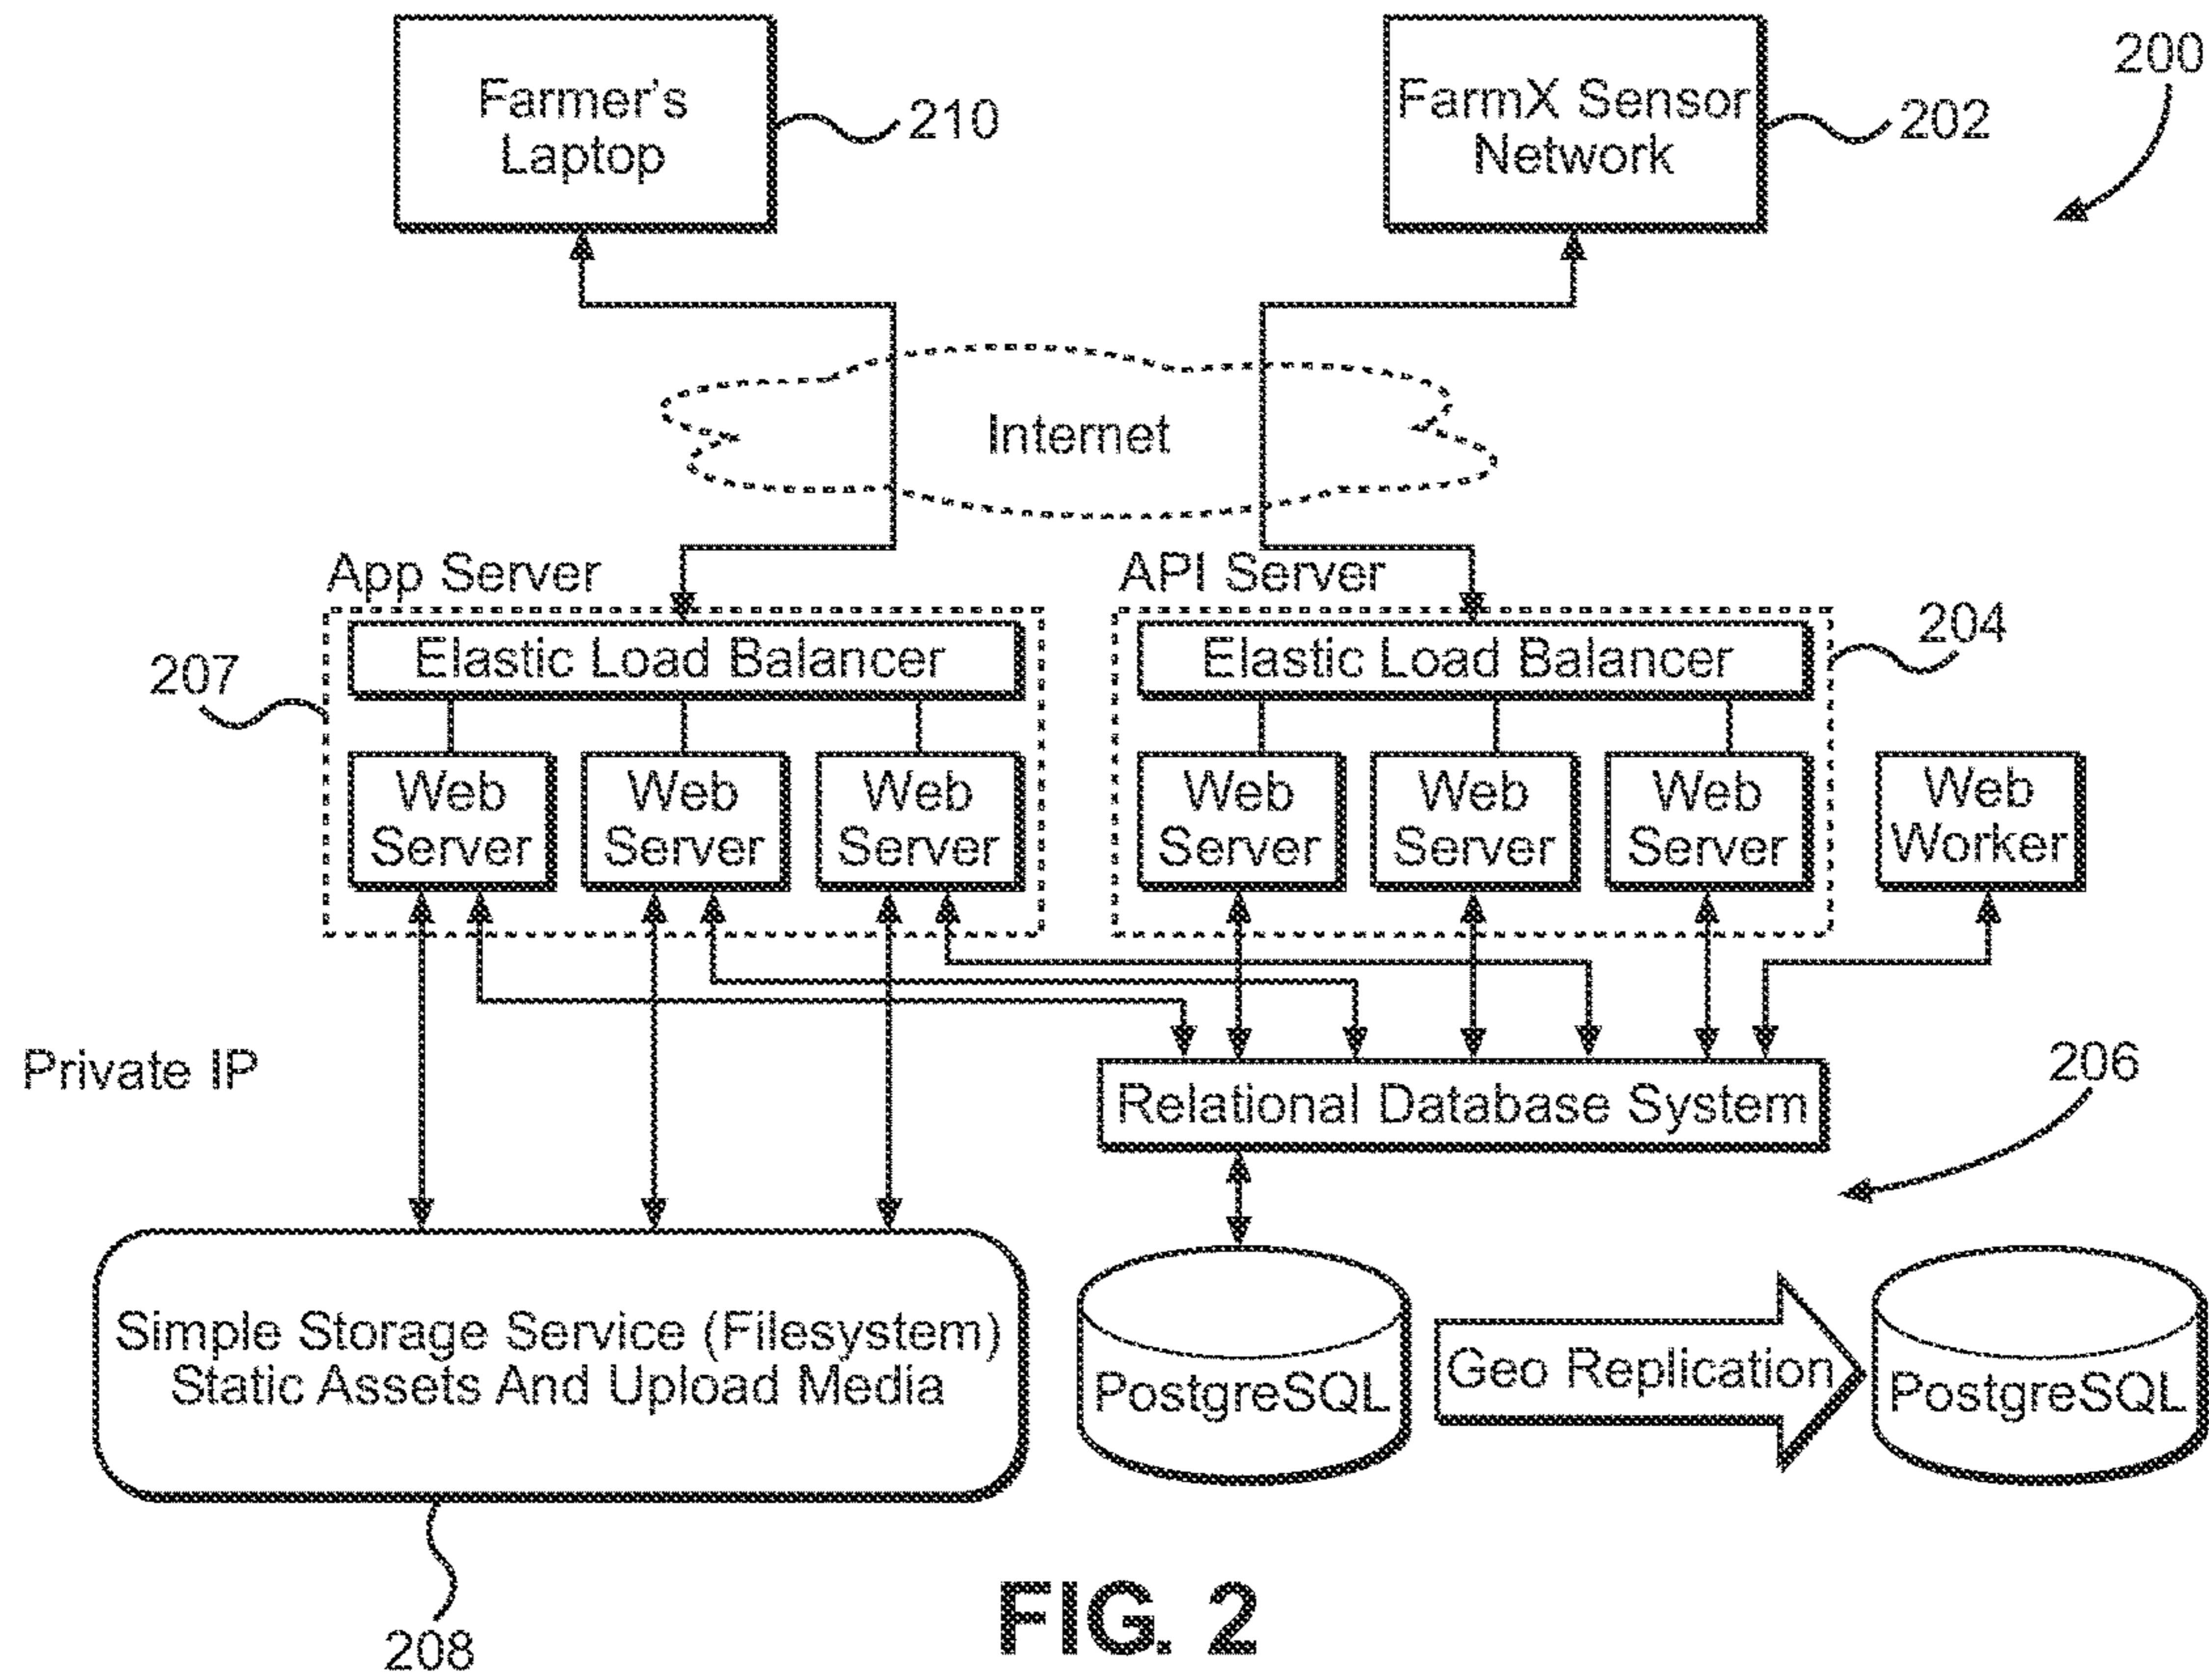 Farmer's
Laptop
210
FarmX Sensor
Network
202
200
Internet
App Server
API Server
Elastic Load Balancer
Elastic Load Balancer
204
207
Web
Server
Web
Server
Web
Server
Web
Server
Web
Server
Web
Server
Web
Worker
Private IP
Relational Database System
206
Simple Storage Service (Filesystem)
Static Assets And Upload Media
PostgreSQL
Geo Replication
PostgreSQL
208
FIG. 2